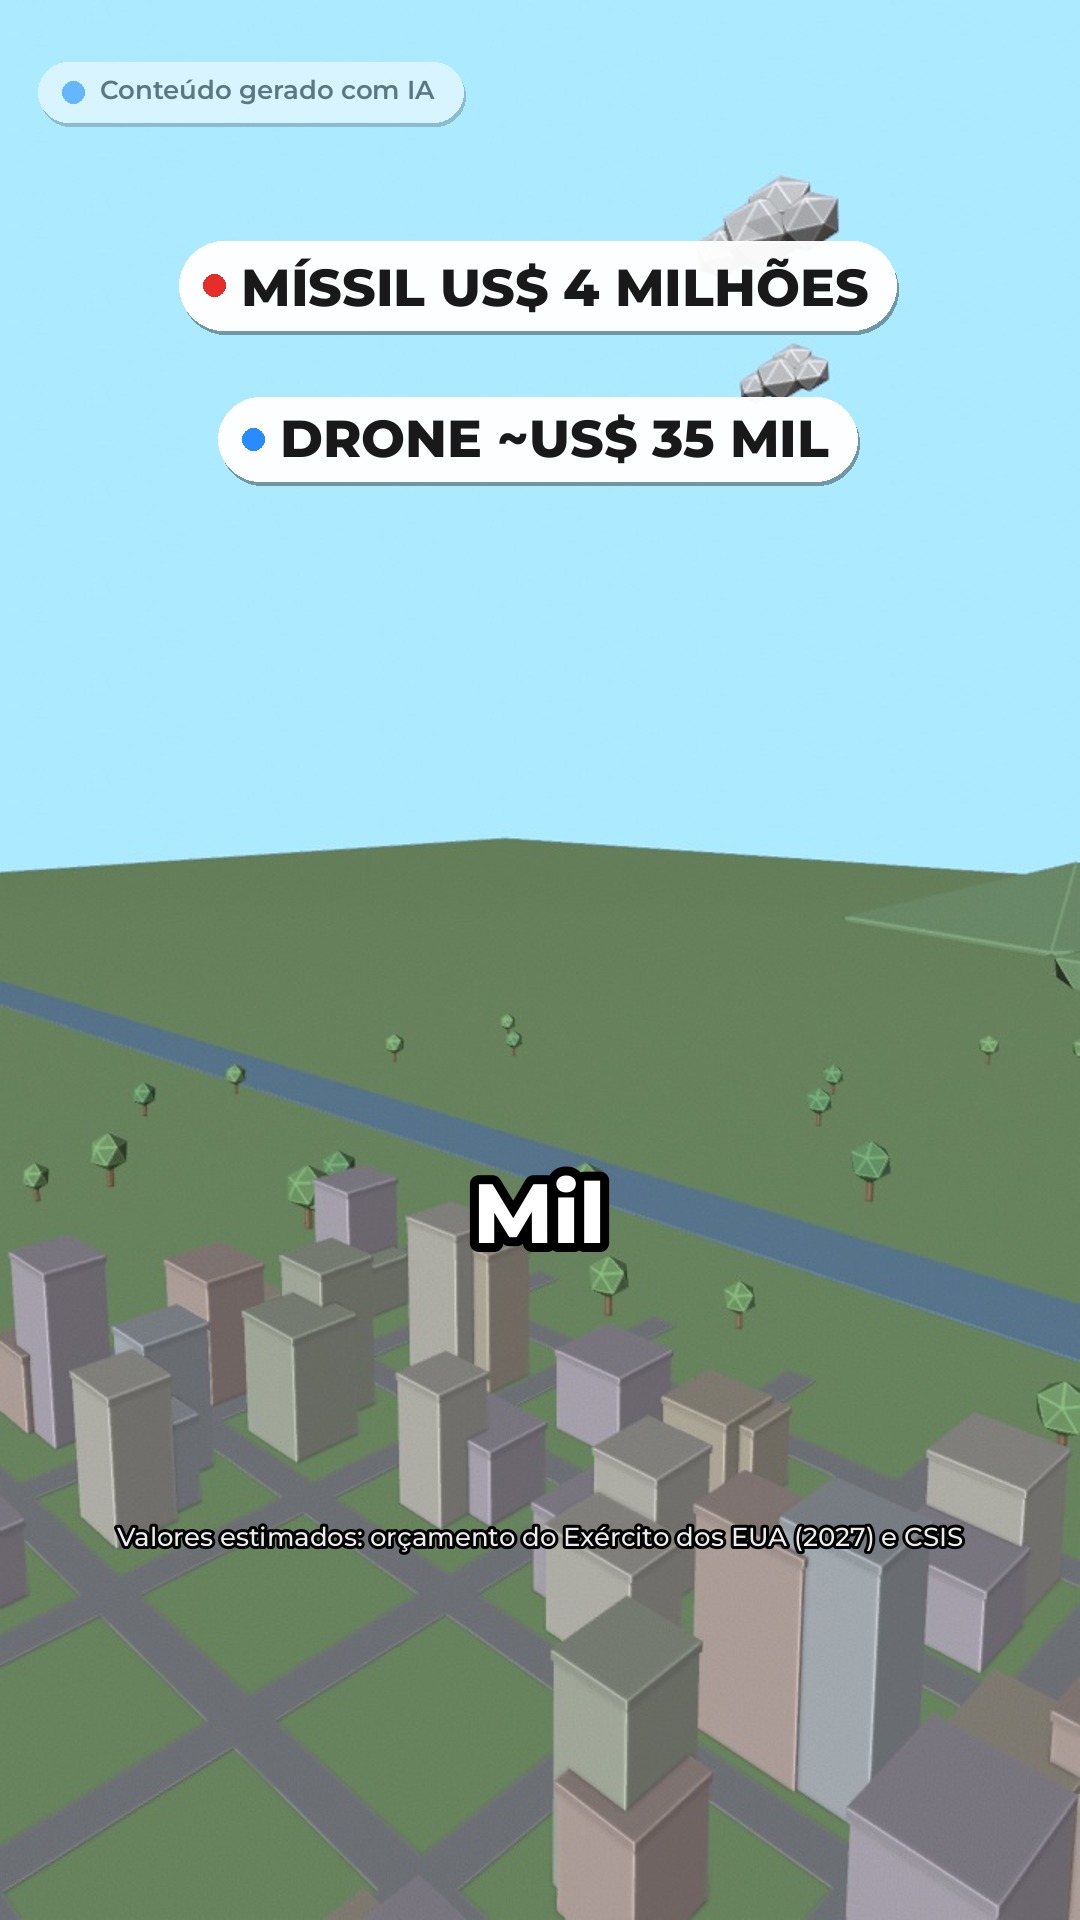 Conteúdo gerado com IA
MÍSSIL US$ 4 MILHÕES
DRONE ~US$ 35 MIL
Mil
Valores estimados: orçamento do Exército dos EUA (2027) e CSIS